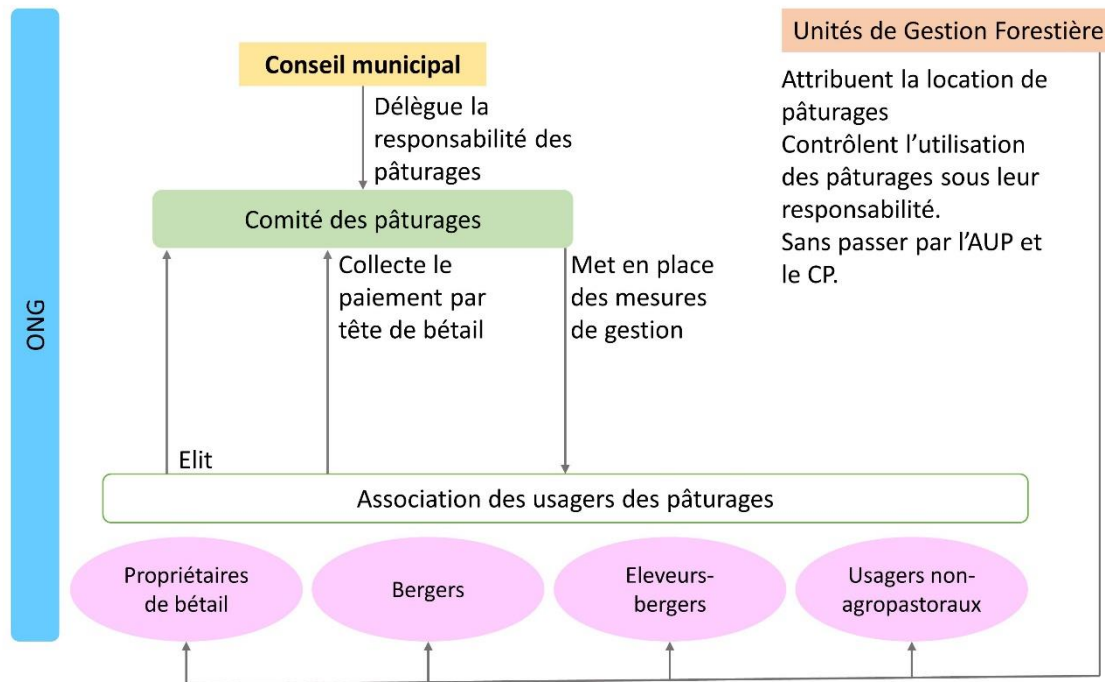 Unités de Gestion Forestière
Conseil municipal
Attribuent la location de
pâturages
Contrôlent l’utilisation
des pâturages sous leur
responsabilité.
Sans passer par l’AUP et
le CP.
Délègue la
responsabilité des
pâturages
Comité des pâturages
Collecte le
paiement par
tête de bétail
Met en place
des mesures
de gestion
ONG
Elit
Association des usagers des pâturages
Propriétaires
de bétail
Bergers
Eleveurs-
bergers
Usagers non-
agropastoraux